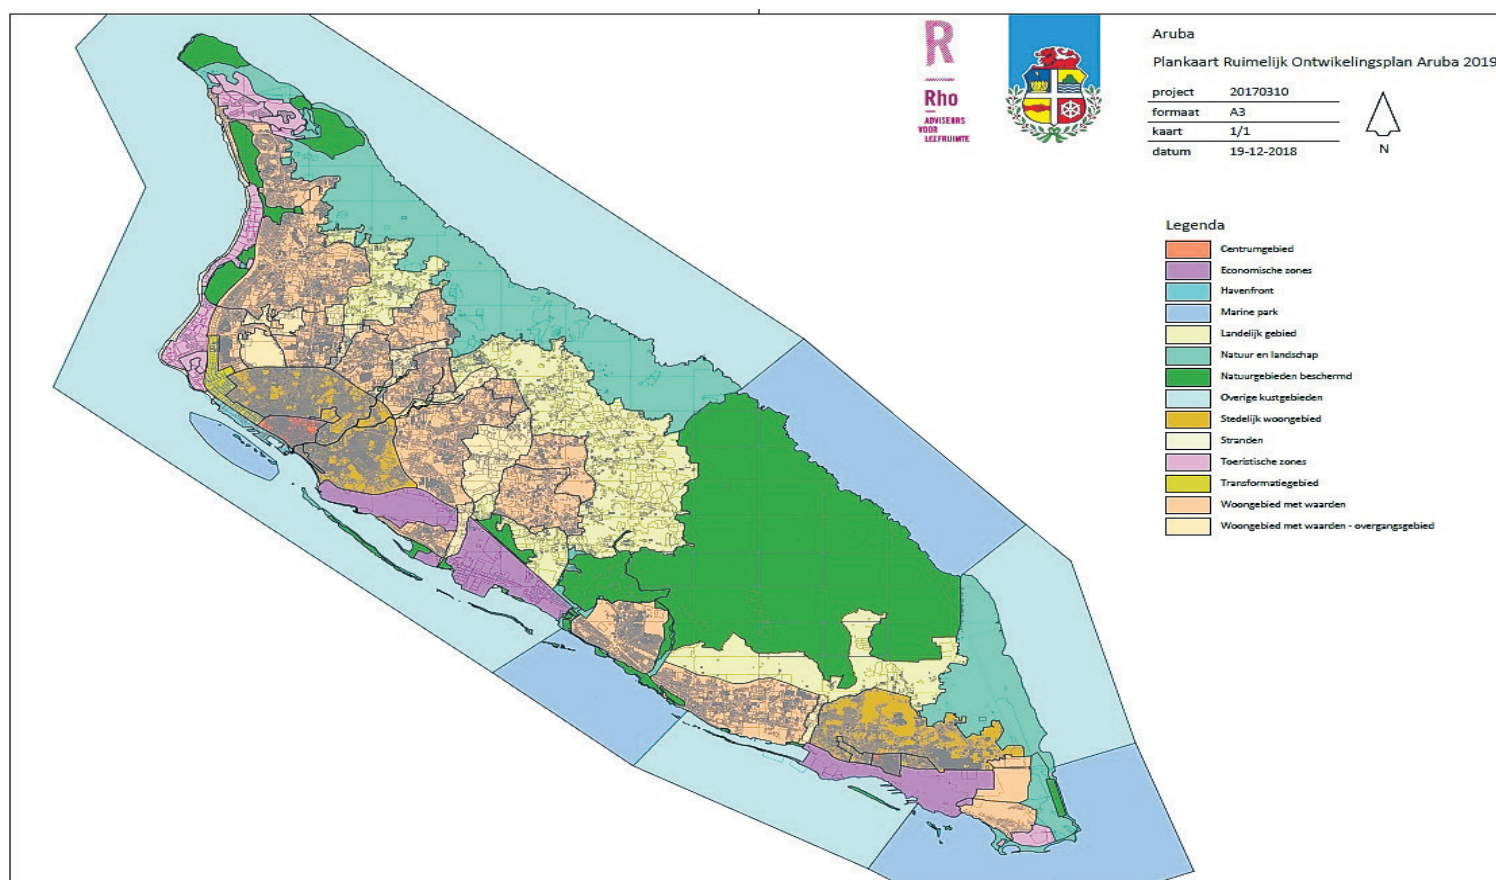 R
Rho
ADVISEURS
VOOR
LEEFRUIMTE
Aruba
Plankaart Ruimelijk Ontwikelingsplan Aruba 2019
project 20170310
formaat A3
kaart 1/1
datum 19-12-2018
N
Legenda
Centrumgebied
Economische zones
Havenfront
Marine park
Landelijk gebied
Natuur en landschap
Natuurgebieden beschermd
Overige kustgebieden
Stedelijk woongebied
Stranden
Toeristische zones
Transformatiegebied
Woongebied met waarden
Woongebied met waarden - overgangsgebied